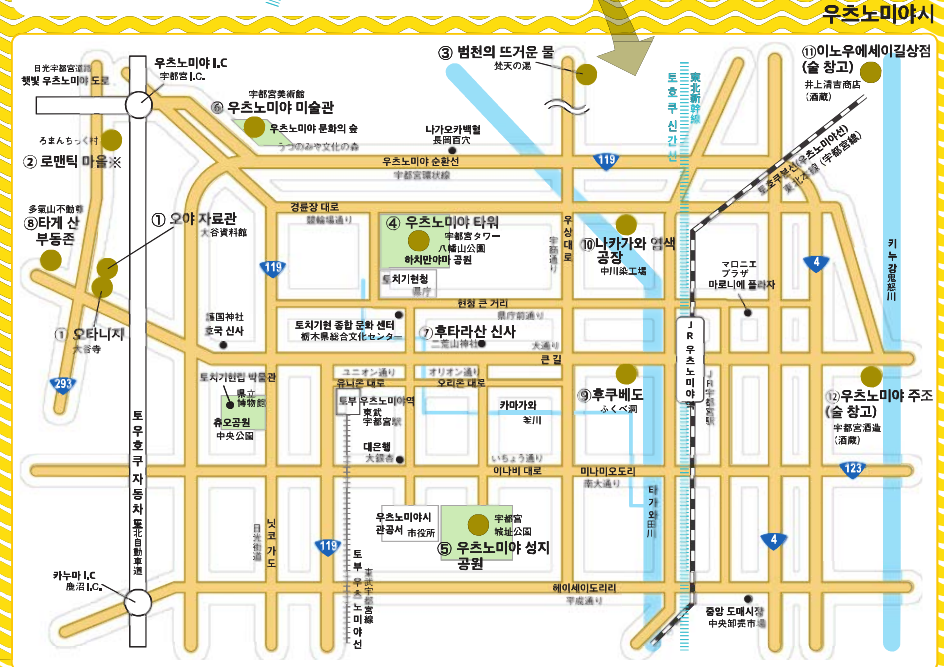 우츠노미야시
③ 범천의 뜨거운 물
梵天の湯
⑪이노우에세이길상점
(술 창고)
井上清吉商店
(酒蔵)
우츠노미야 I.C
宇都宮 I.C.
日光宇都宮道路
햇빛 우츠노미야 도로
宇都宮美術館
⑥ 우츠노미야 미술관
우츠노미야 문화의 숲
うつのみや文化の森
토호쿠 신간선
東北新幹線
나가오카백혈
長岡百穴
ろまんちっく村
② 로맨틱 마을※
우츠노미야 순환선
宇都宮環状線
119
토호쿠본선(우츠노미야선)
東北本線(宇都宮線)
多氣山不動尊
⑧타게 산
부동존
① 오야 자료관
大谷資料館
경륜장 대로
競輪場通り
④ 우츠노미야 타워
宇都宮タワー
八幡山公園
하치만야마 공원
우상대로
宇商通り
⑩나카가와 염색
공장
中川染工場
키누강
鬼怒川
119
토치기현청
県庁
マロニエ
プラザ
마로니에 플라자
4
① 오타니지
大谷寺
護国神社
호국 신사
현청 큰 거리
県庁前通り
토치기현 종합 문화 센터
栃木県総合文化センター
⑦ 후타라산 신사
二荒山神社
大通り
큰 길
JR 우츠노미야역
JR宇都宮駅
293
토치기현립 박물관
県立
博物館
츄오공원
中央公園
ユニオン通り
유니온 대로
オリオン通り
오리온 대로
토부 우츠노미야역
東武
宇都宮駅
카마가와
釜川
⑨후쿠베도
ふくべ洞
⑫우츠노미야 주조
(술 창고)
宇都宮酒造
(酒蔵)
대은행
大銀杏
いちょう通り
이나비 대로
미나미오도리
南大通り
123
토우호쿠 자동차도
東北自動車道
日光街道
닛코가도
119
우츠노미야시
관공서
市役所
宇都宮
城址公園
⑤ 우츠노미야 성지
공원
타가와
田川
4
토부 우츠노미야선
東武宇都宮線
카누마 I.C
鹿沼 I.C.
헤이세이도리리
平成通り
중앙 도매시장
中央卸売市場